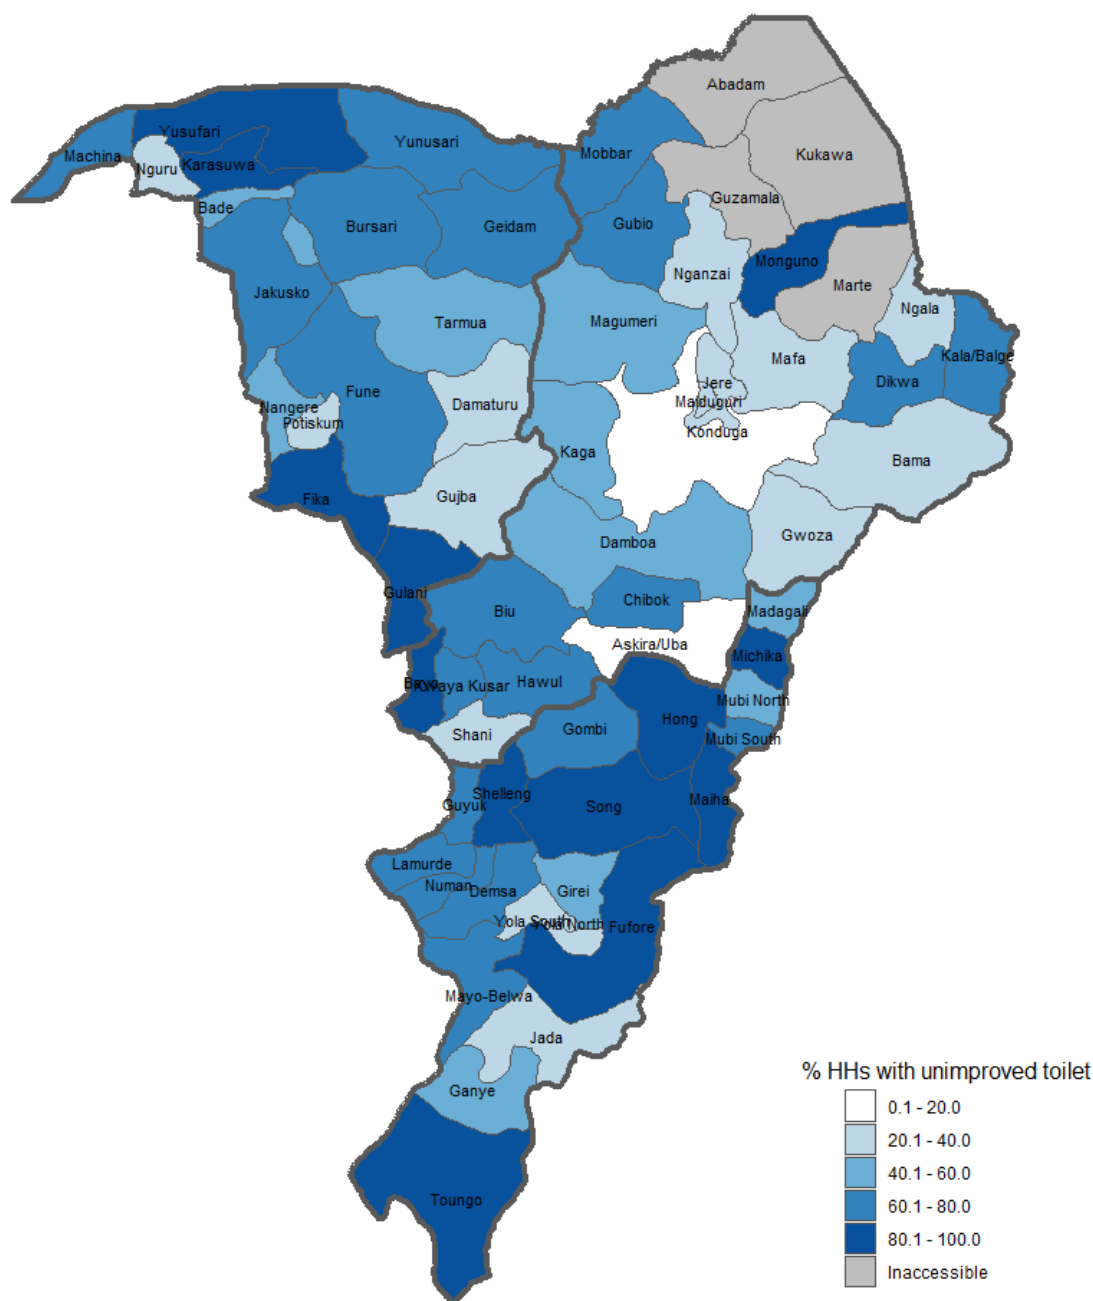 Abadam
Yusufari
Yunusari
Mobbar
Kukawa
Machina
Nguru
Karasuwa
Guzamala
Bade
Bursari
Geidam
Gubio
Monguno
Nganzai
Marte
Jakusko
Ngala
Tarmua
Magumeri
Mafa
Kala/Balge
Dikwa
Jere
Fune
Nangere
Damaturu
Maiduguri
Potiskum
Konduga
Kaga
Bama
Fika
Gujba
Gwoza
Damboa
Gulani
Biu
Chibok
Madagali
Askira/Uba
Michika
Bayo
Kwaya Kusar
Hawul
Mubi North
Hong
Shani
Gombi
Mubi South
Shelleng
Maiha
Guyuk
Song
Lamurde
Numan
Demsa
Girei
Yola South
Yola North
Fufore
Mayo-Belwa
Jada
Ganye
Toungo
% HHs with unimproved toilet
0.1 - 20.0
20.1 - 40.0
40.1 - 60.0
60.1 - 80.0
80.1 - 100.0
Inaccessible